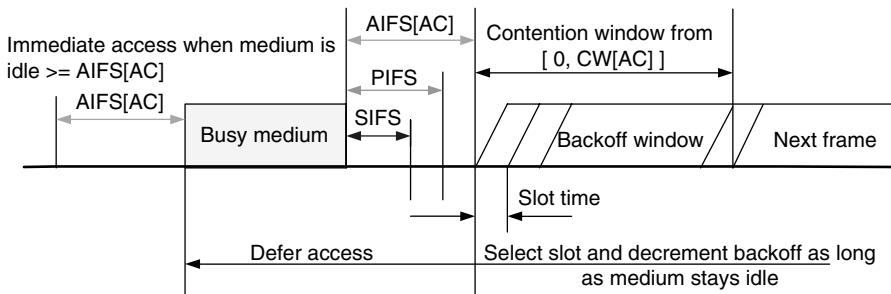 AIFS[AC]
Immediate access when medium is
idle >= AIFS[AC]
Contention window from
[ 0, CW[AC] ]
AIFS[AC]
PIFS
SIFS
Busy medium
Backoff window
Next frame
Slot time
Defer access
Select slot and decrement backoff as long
as medium stays idle